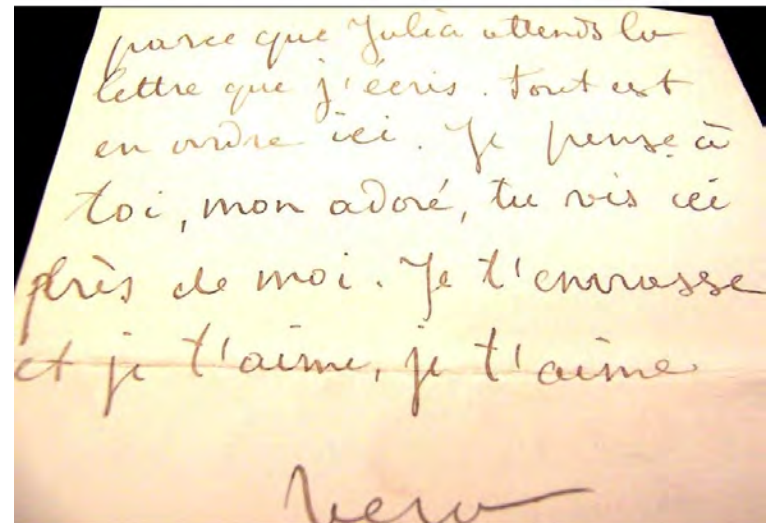 parce que Julia attends la
lettre que j'écris. Tout est
en ordre ici. Je pense à
toi, mon adoré, tu vis ici
près de moi. Je t'embrasse
et je t'aime, je t'aime